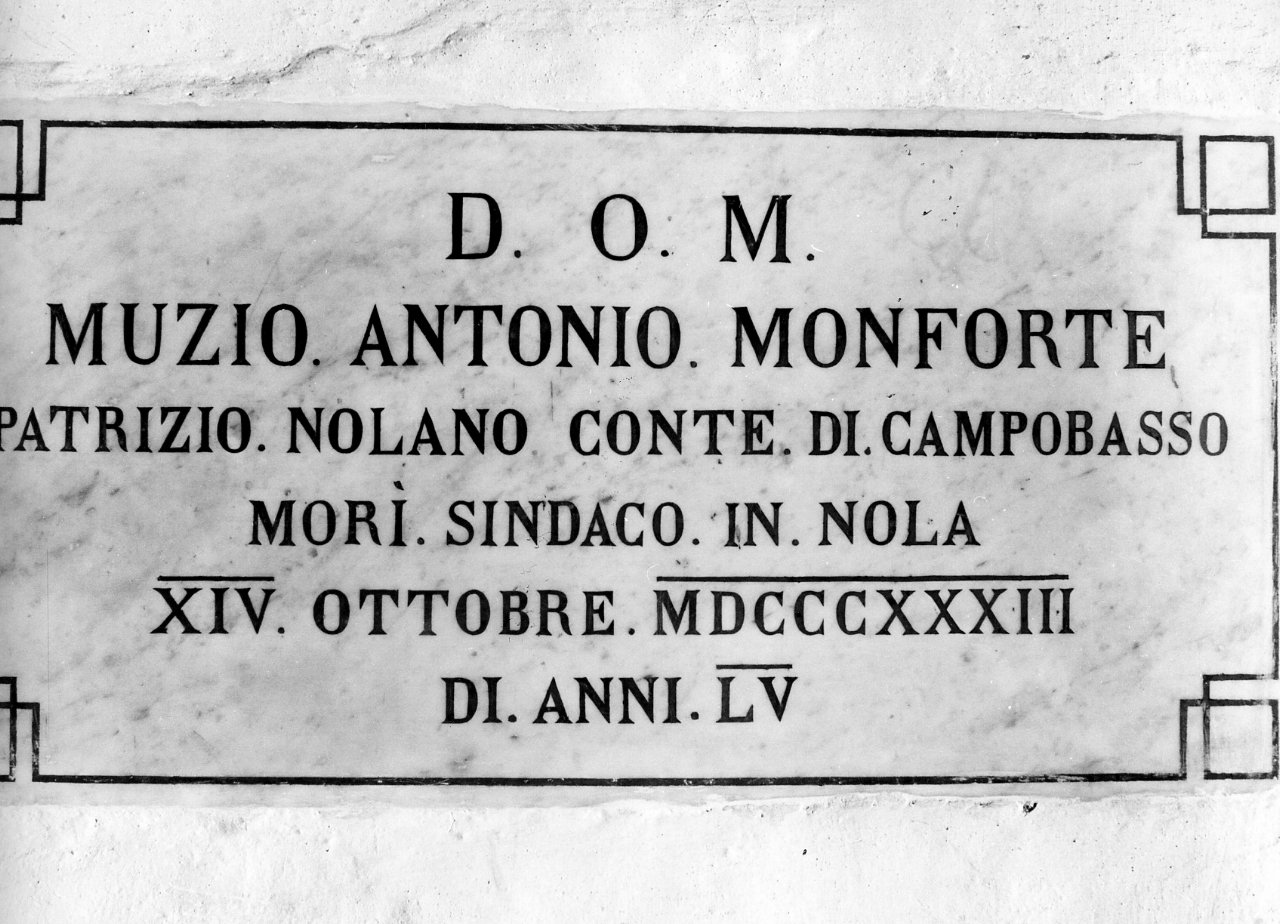 D. O. M.
MUZIO. ANTONIO. MONFORTE
PATRIZIO. NOLANO CONTE. DI. CAMPOBASSO
MORÌ. SINDACO. IN. NOLA
XIV. OTTOBRE. MDCCCXXXIII
DI. ANNI. LV